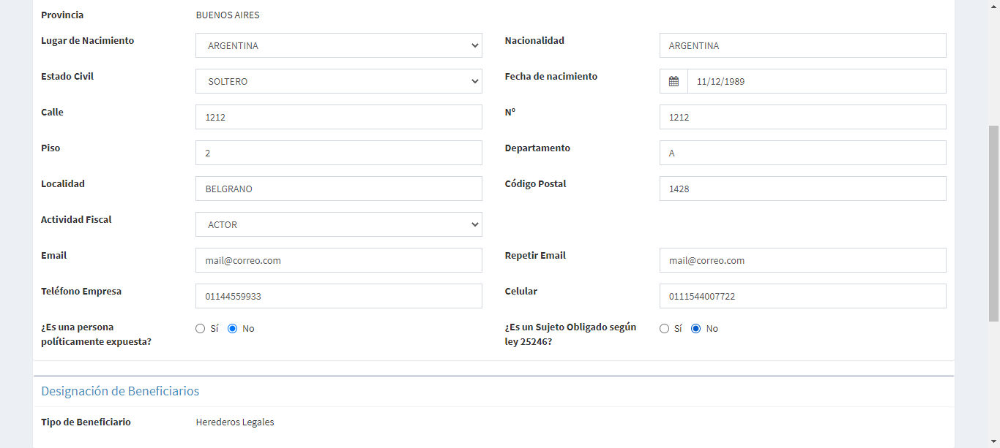 Provincia BUENOS AIRES
Lugar de Nacimiento ARGENTINA Nacionalidad ARGENTINA
Estado Civil SOLTERO Fecha de nacimiento 11/12/1989
Calle 1212 Nº 1212
Piso 2 Departamento A
Localidad BELGRANO Código Postal 1428
Actividad Fiscal ACTOR
Email mail@correo.com Repetir Email mail@correo.com
Teléfono Empresa 01144559933 Celular 0111544007722
¿Es una persona políticamente expuesta? Sí No ¿Es un Sujeto Obligado según ley 25246? Sí No
Designación de Beneficiarios
Tipo de Beneficiario Herederos Legales